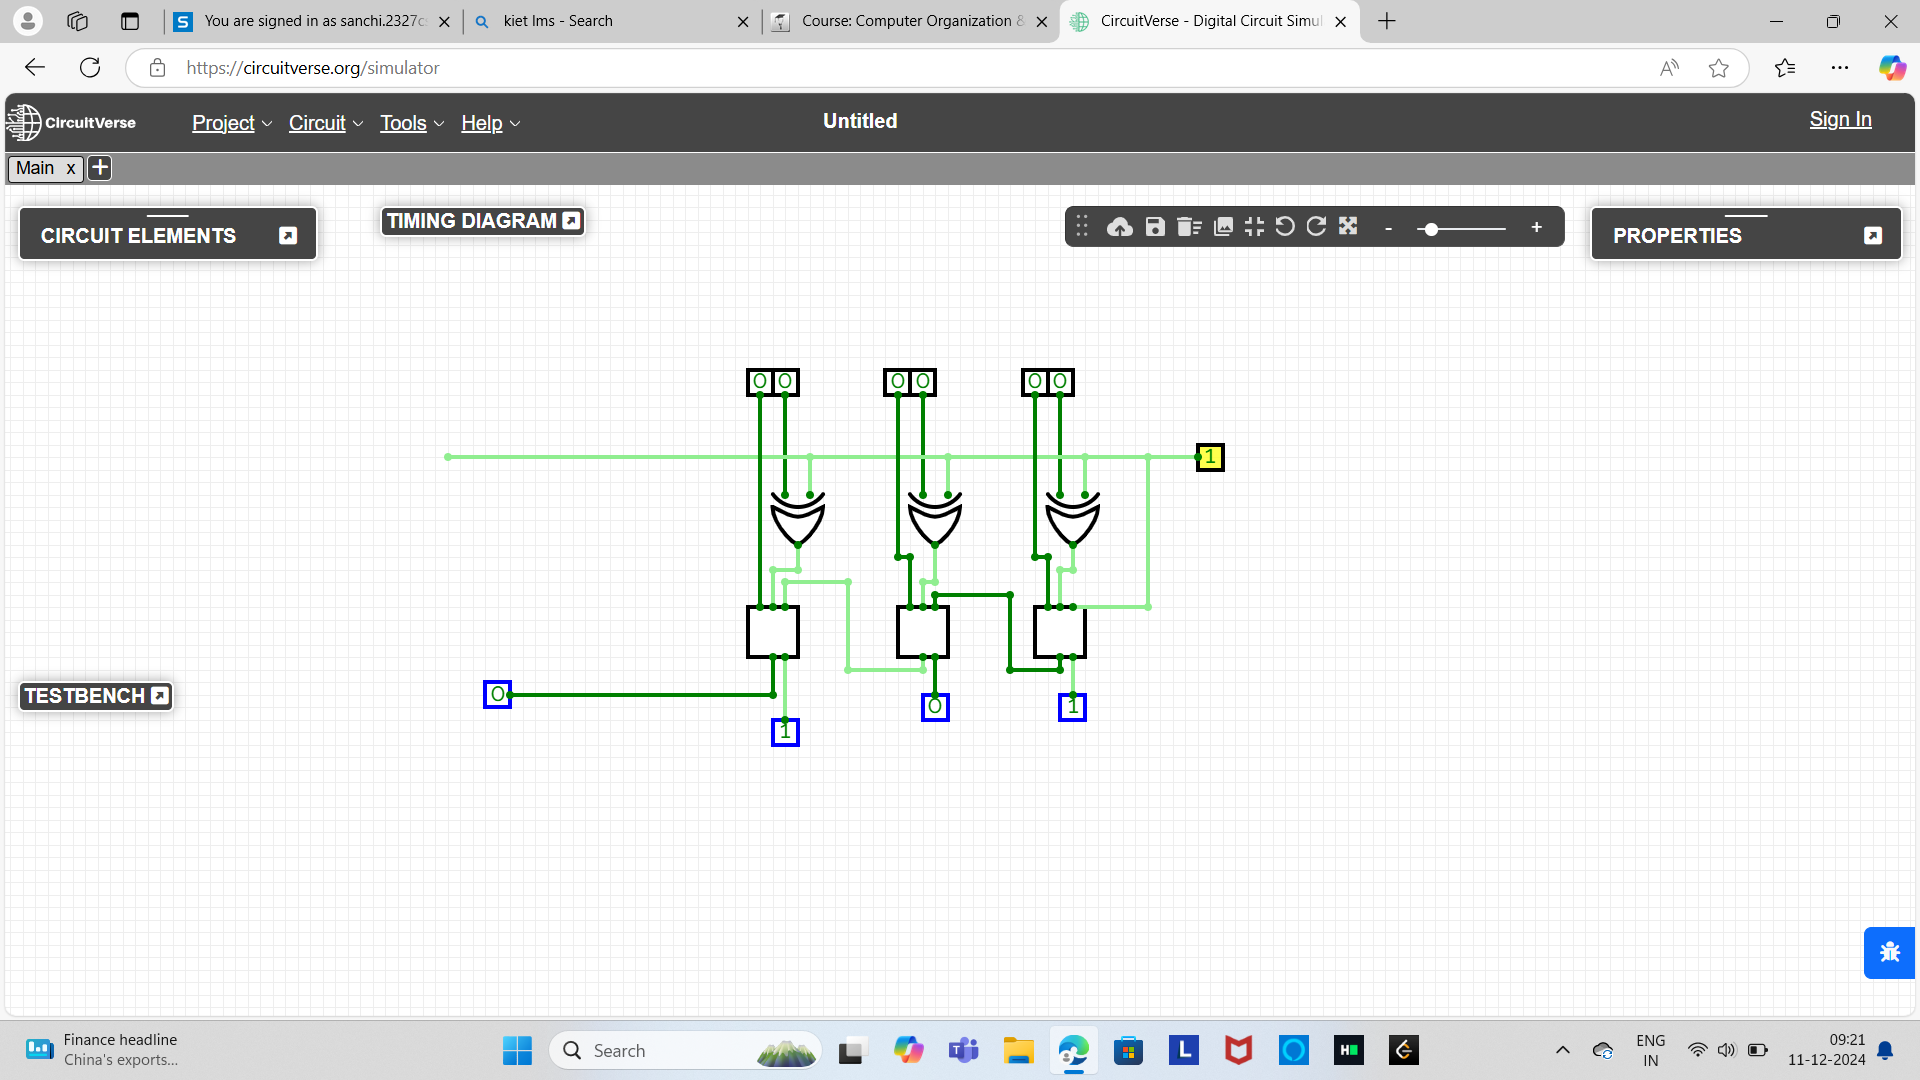 You are signed in as sanchi.2327c
kiet lms - Search
Course: Computer Organization &
CircuitVerse - Digital Circuit Simul
https://circuitverse.org/simulator
CircuitVerse
Project
Circuit
Tools
Help
Untitled
Sign In
Main x
CIRCUIT ELEMENTS
TIMING DIAGRAM
- +
PROPERTIES
0 0 0 0 0 0
1
TESTBENCH
0
0 1
1
Finance headline
China's exports...
Search
ENG
IN
09:21
11-12-2024